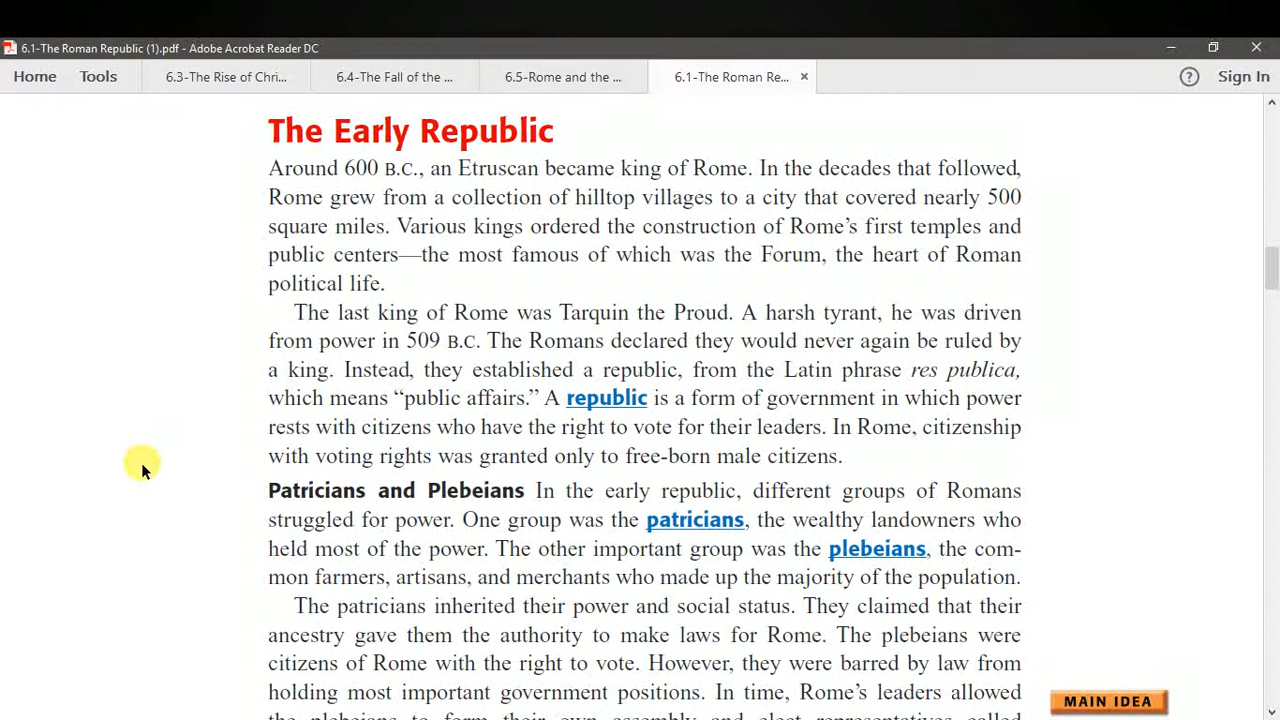 6.1-The Roman Republic (1).pdf - Adobe Acrobat Reader DC
Home Tools 6.3-The Rise of Chri... 6.4-The Fall of the ... 6.5-Rome and the ... 6.1-The Roman Re... × ? Sign In
The Early Republic
Around 600 B.C., an Etruscan became king of Rome. In the decades that followed,
Rome grew from a collection of hilltop villages to a city that covered nearly 500
square miles. Various kings ordered the construction of Rome's first temples and
public centers—the most famous of which was the Forum, the heart of Roman
political life.
The last king of Rome was Tarquin the Proud. A harsh tyrant, he was driven
from power in 509 B.C. The Romans declared they would never again be ruled by
a king. Instead, they established a republic, from the Latin phrase res publica,
which means “public affairs.” A republic is a form of government in which power
rests with citizens who have the right to vote for their leaders. In Rome, citizenship
with voting rights was granted only to free-born male citizens.
Patricians and Plebeians In the early republic, different groups of Romans
struggled for power. One group was the patricians, the wealthy landowners who
held most of the power. The other important group was the plebeians, the com-
mon farmers, artisans, and merchants who made up the majority of the population.
The patricians inherited their power and social status. They claimed that their
ancestry gave them the authority to make laws for Rome. The plebeians were
citizens of Rome with the right to vote. However, they were barred by law from
holding most important government positions. In time, Rome's leaders allowed
the plebeians to form their own assembly and elect representatives called
MAIN IDEA